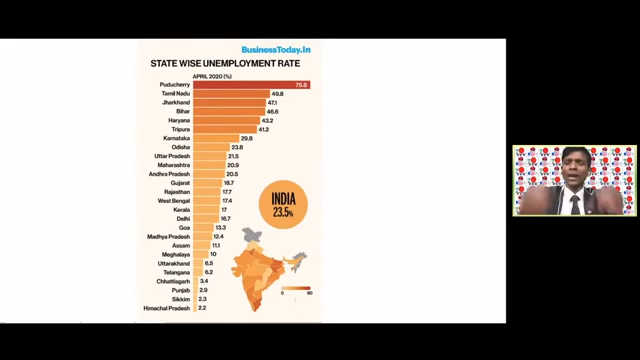 BusinessToday.In
STATE WISE UNEMPLOYMENT RATE
APRIL 2020 (%)
Puducherry 75.8
Tamil Nadu 49.8
Jharkhand 47.1
Bihar 46.6
Haryana 43.2
Tripura 41.2
Karnataka 29.8
Odisha 23.8
Uttar Pradesh 21.5
Maharashtra 20.9
Andhra Pradesh 20.5
Gujarat 18.7
Rajasthan 17.7
West Bengal 17.4
Kerala 17
Delhi 16.7
Goa 13.3
Madhya Pradesh 12.4
Assam 11.1
Meghalaya 10
Uttarakhand 6.5
Telangana 6.2
Chhattisgarh 3.4
Punjab 2.9
Sikkim 2.3
Himachal Pradesh 2.2
INDIA
23.5%
0 80